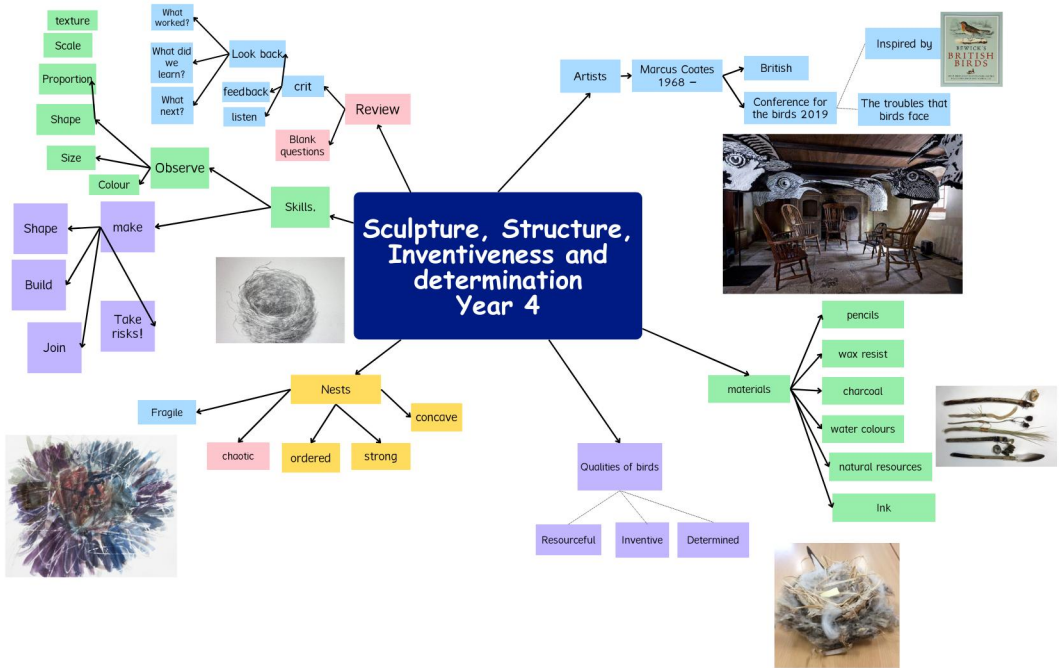 Sculpture, Structure,
Inventiveness and
determination
Year 4
Review
crit
Look back
What
worked?
What did
we
learn?
What
next?
feedback
listen
Blank
questions
Skills.
Observe
texture
Scale
Proportion
Shape
Size
Colour
make
Shape
Build
Join
Take
risks!
Nests
Fragile
chaotic
ordered
strong
concave
Qualities of birds
Resourceful
Inventive
Determined
materials
pencils
wax resist
charcoal
water colours
natural resources
Ink
Artists
Marcus Coates
1968 –
British
Conference for
the birds 2019
Inspired by
The troubles that
birds face
BEWICK'S
BRITISH
BIRDS